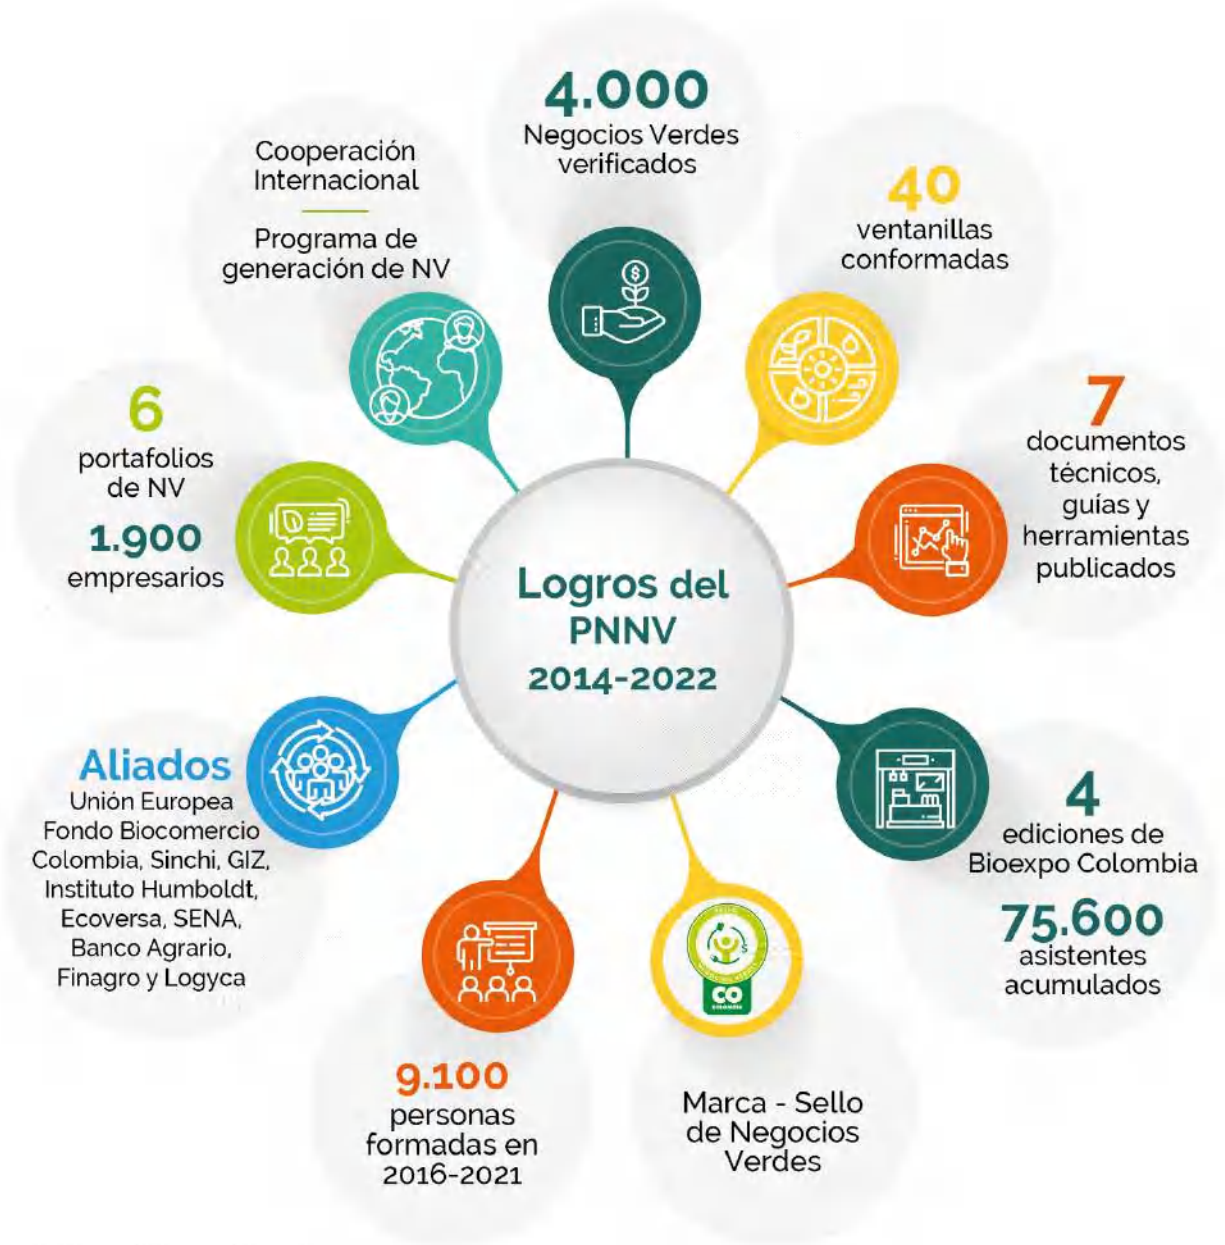 Logros del
PNNV
2014-2022
4.000
Negocios Verdes
verificados
40
ventanillas
conformadas
7
documentos
técnicos,
guías y
herramientas
publicados
4
ediciones de
Bioexpo Colombia
75.600
asistentes
acumulados
CO
COLOMBIA
Marca - Sello
de Negocios
Verdes
9.100
personas
formadas en
2016-2021
Aliados
Unión Europea
Fondo Biocomercio
Colombia, Sinchi, GIZ,
Instituto Humboldt,
Ecoversa, SENA,
Banco Agrario,
Finagro y Logyca
6
portafolios
de NV
1.900
empresarios
Cooperación
Internacional
Programa de
generación de NV